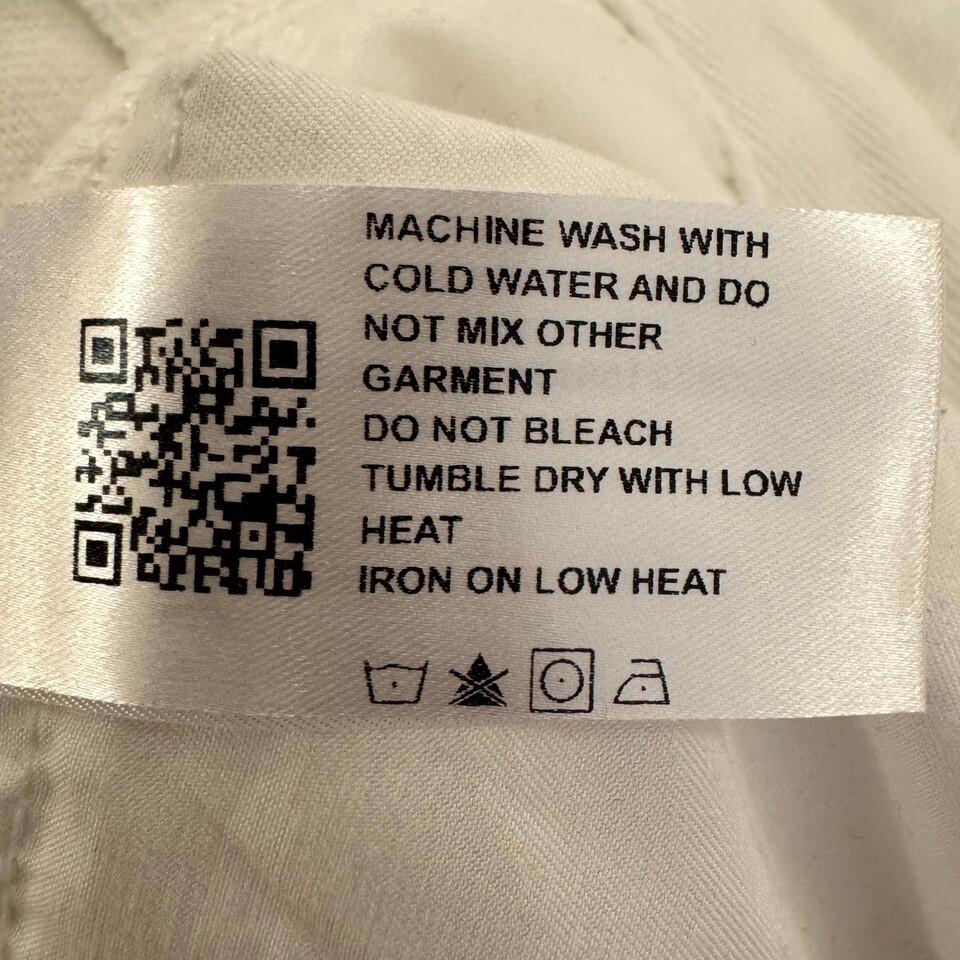 MACHINE WASH WITH
COLD WATER AND DO
NOT MIX OTHER
GARMENT
DO NOT BLEACH
TUMBLE DRY WITH LOW
HEAT
IRON ON LOW HEAT